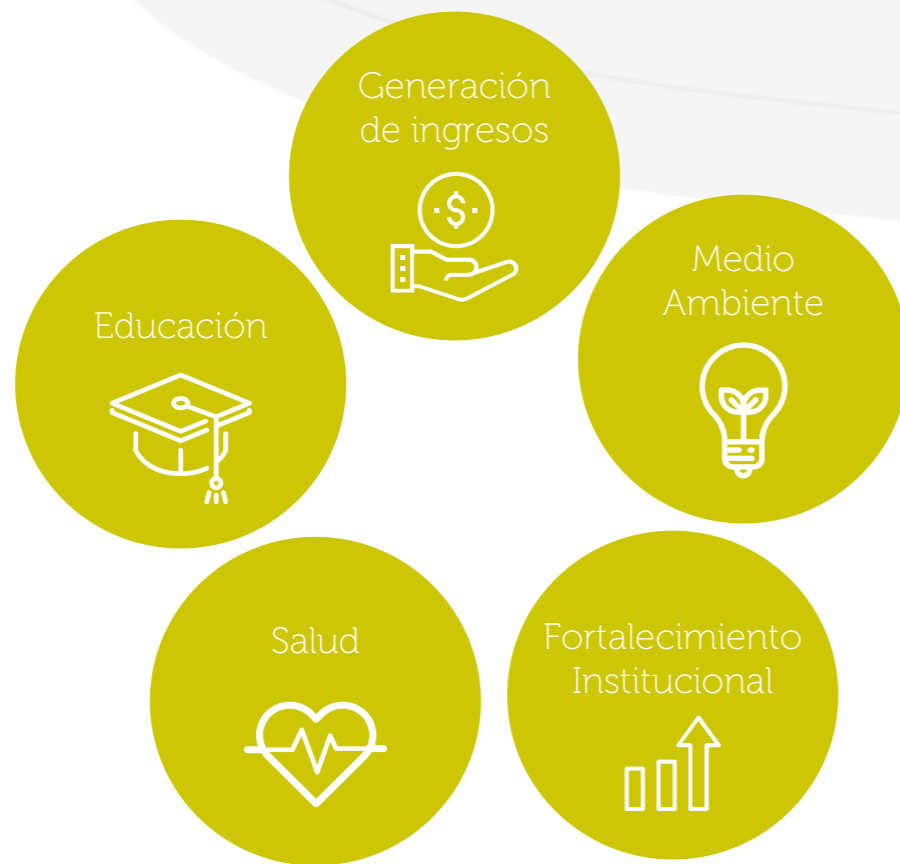 Generación
de ingresos
Medio
Ambiente
Educación
Salud
Fortalecimiento
Institucional